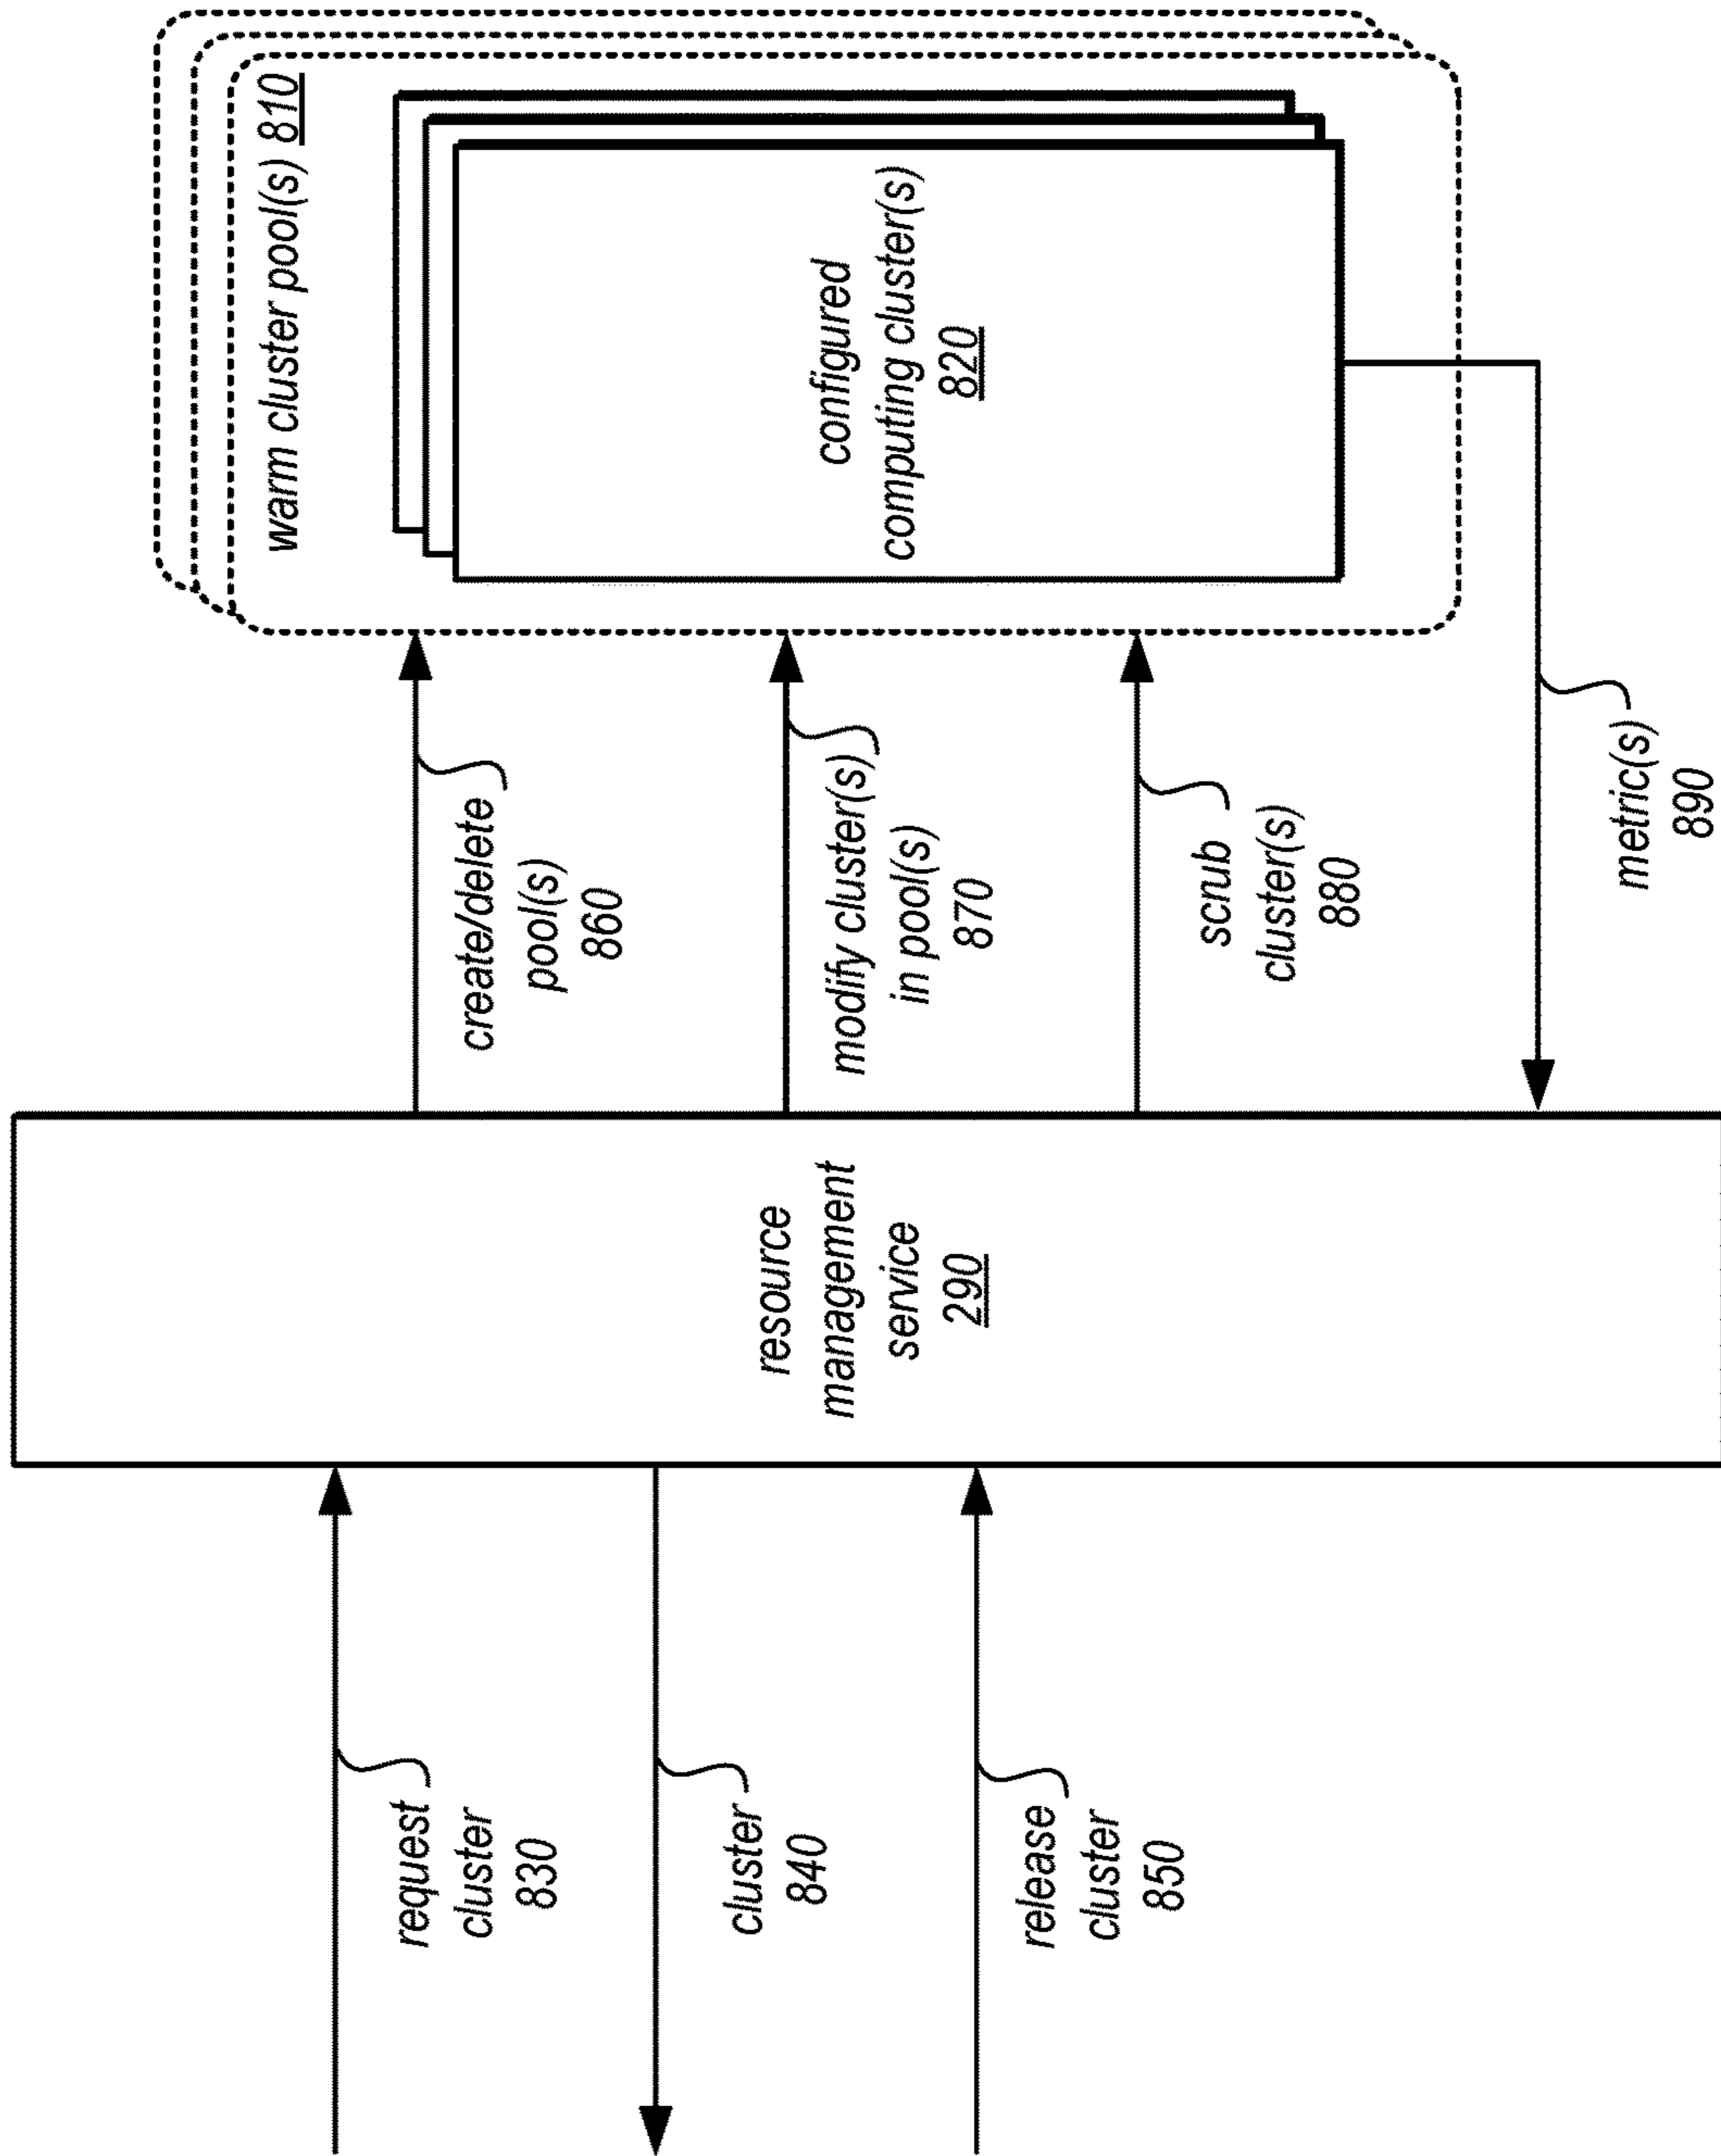 request
cluster
830
cluster
840
release
cluster
850
resource
management
service
290
create/delete
pool(s)
860
modify cluster(s)
in pool(s)
870
scrub
cluster(s)
880
metric(s)
890
warm cluster pool(s) 810
configured
computing cluster(s)
820